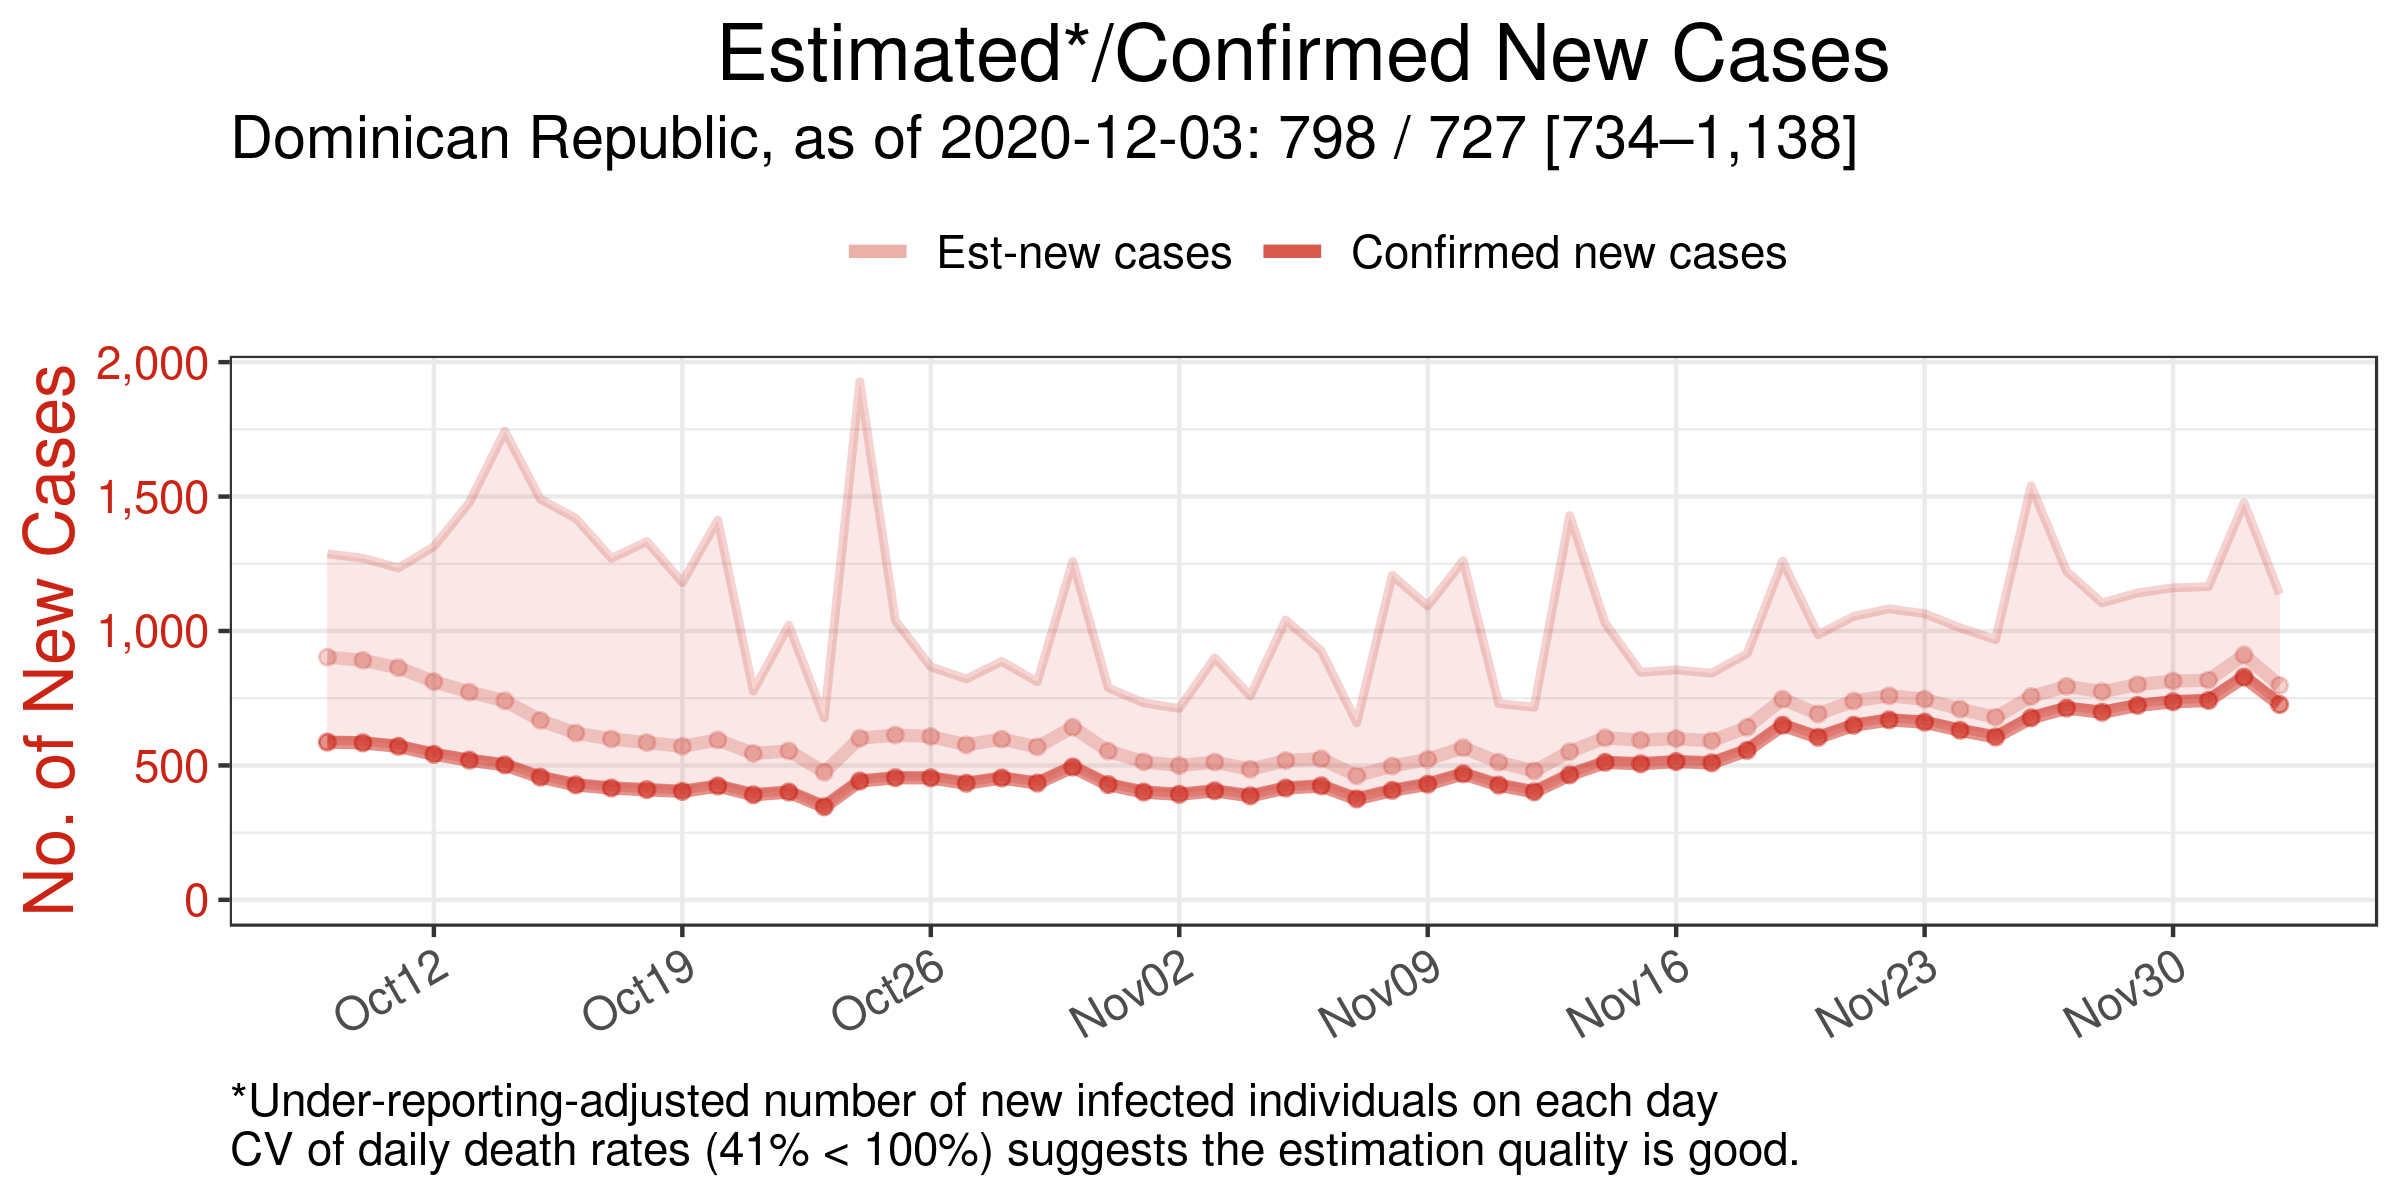 Estimated*/Confirmed New Cases
Dominican Republic, as of 2020-12-03: 798 / 727 [734–1,138]
Est-new cases
Confirmed new cases
No. of New Cases
2,000
1,500
1,000
500
0
Oct12
Oct19
Oct26
Nov02
Nov09
Nov16
Nov23
Nov30
*Under-reporting-adjusted number of new infected individuals on each day
CV of daily death rates (41% < 100%) suggests the estimation quality is good.